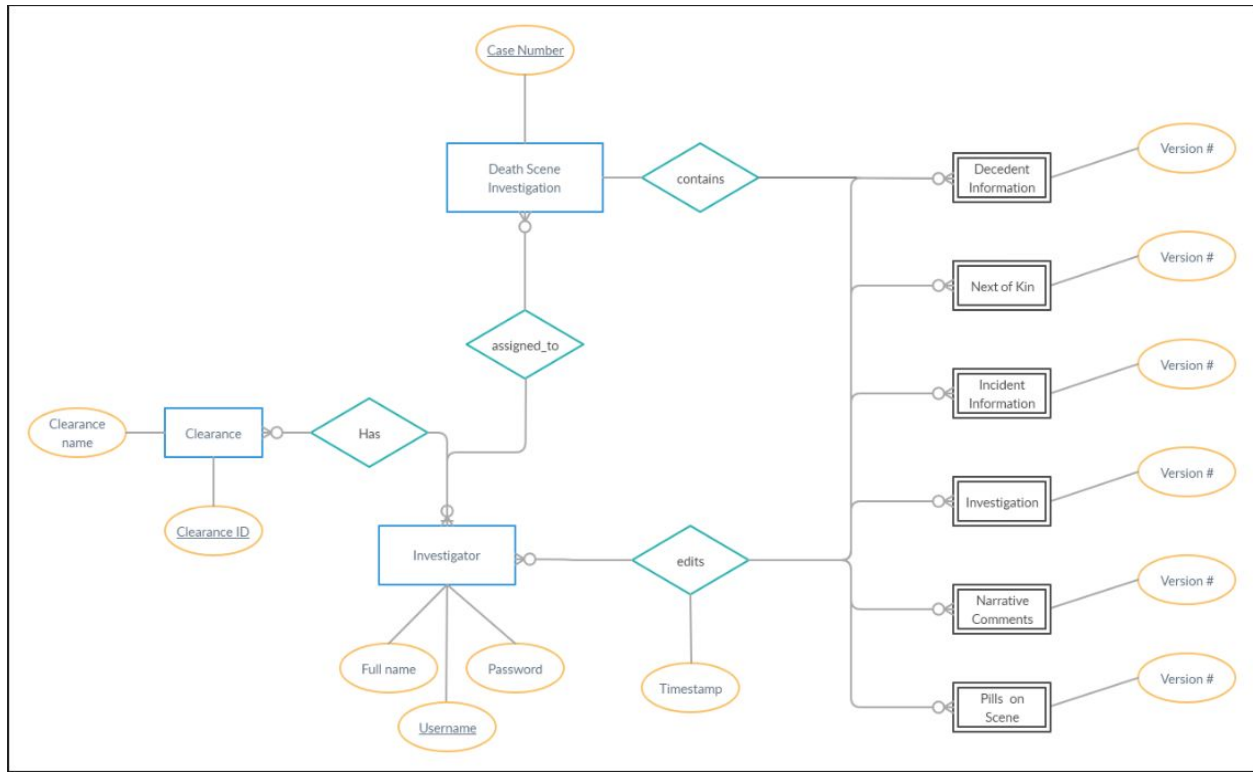 Case Number
Death Scene
Investigation
contains
Decedent
Information
Version #
Next of Kin
Version #
assigned_to
Incident
Information
Version #
Clearance
name
Clearance
Has
Clearance ID
Investigation
Version #
Investigator
edits
Narrative
Comments
Version #
Full name
Password
Username
Timestamp
Pills on
Scene
Version #